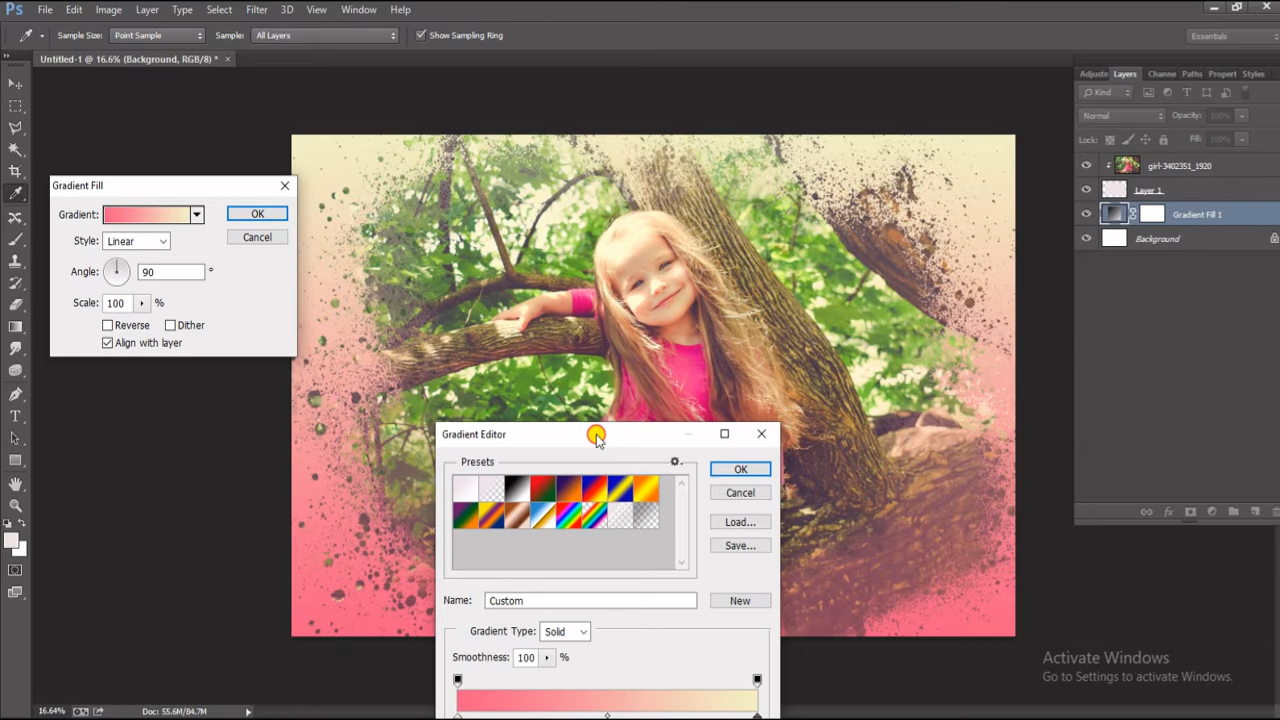 Ps File Edit Image Layer Type Select Filter 3D View Window Help
Sample Size: Point Sample Sample: All Layers Show Sampling Ring Essentials
Untitled-1 @ 16.6% (Background, RGB/8) * ×
Adjustn Layers Channe Paths Propert Styles
Kind
Normal Opacity: 100%
Lock: Fill: 100%
girl-3402351_1920
Layer 1
Gradient Fill 1
Background
Gradient Fill
Gradient: OK
Style: Linear Cancel
Angle: 90 °
Scale: 100 %
Reverse Dither
Align with layer
Gradient Editor
Presets OK
Cancel
Load...
Save...
Name: Custom New
Gradient Type: Solid
Smoothness: 100 %
Activate Windows
Go to Settings to activate Windows.
16.64% Doc: 55.6M/84.7M